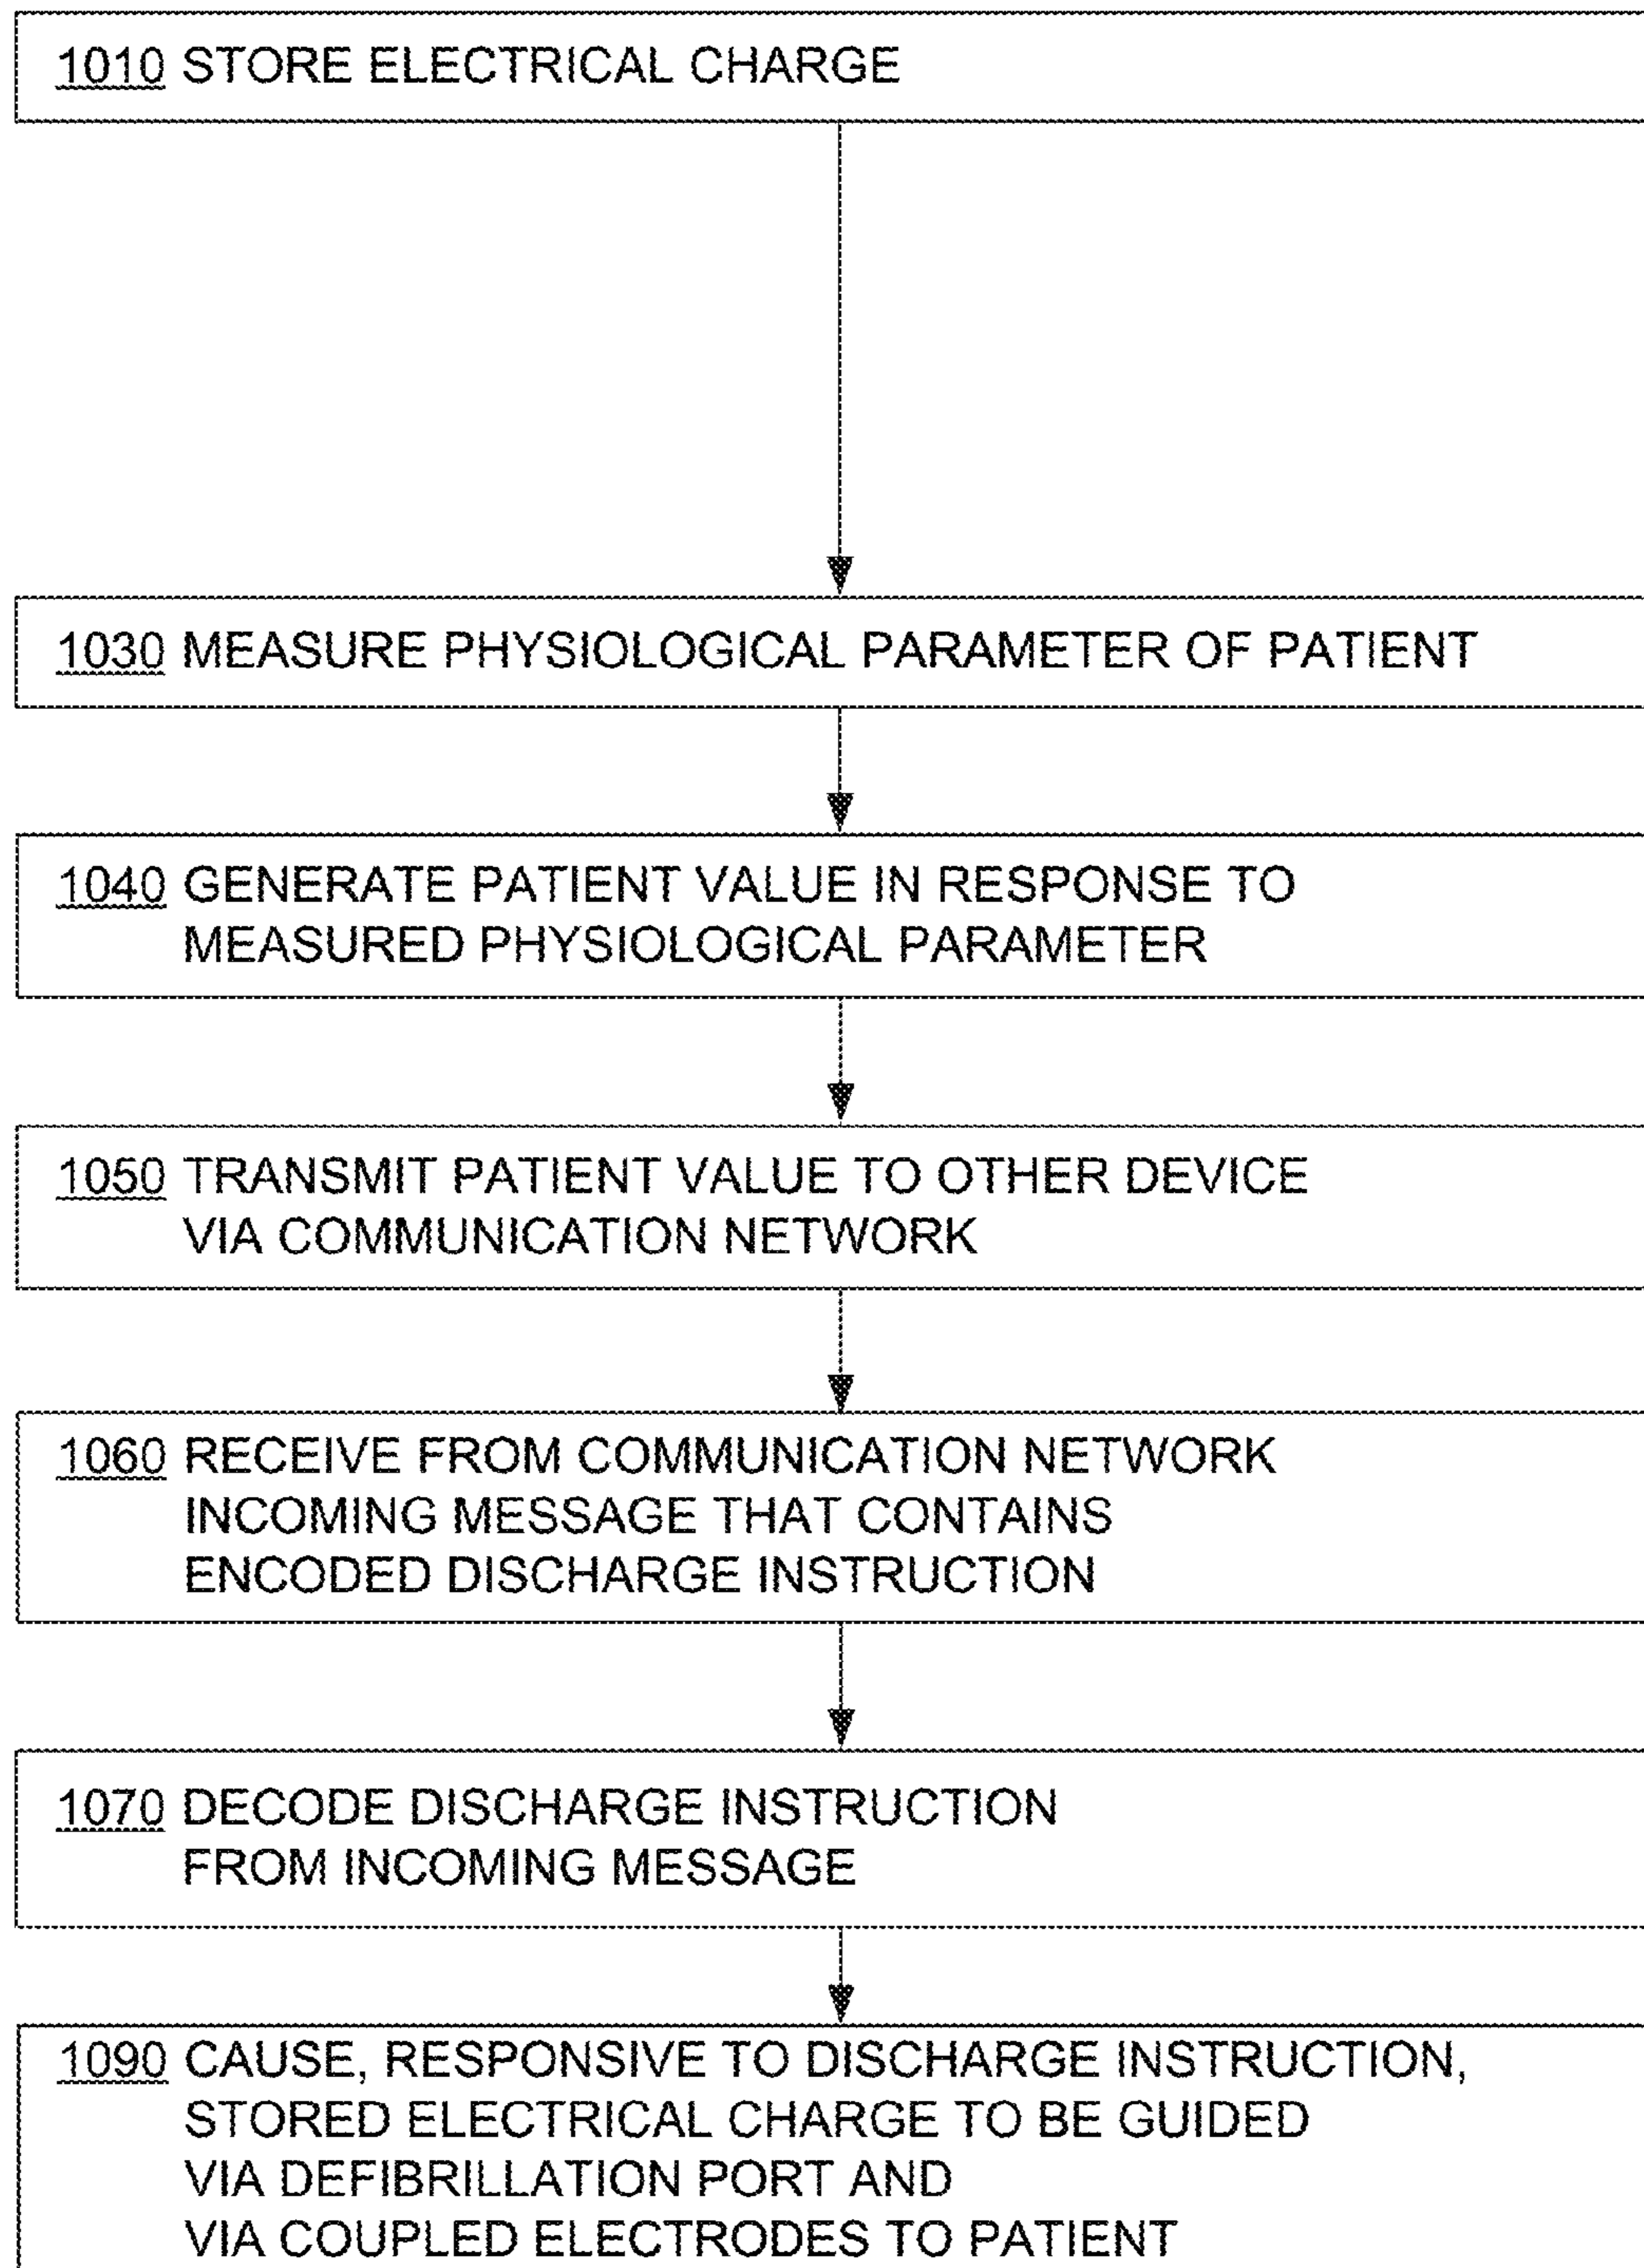 1010 STORE ELECTRICAL CHARGE
1030 MEASURE PHYSIOLOGICAL PARAMETER OF PATIENT
1040 GENERATE PATIENT VALUE IN RESPONSE TO
MEASURED PHYSIOLOGICAL PARAMETER
1050 TRANSMIT PATIENT VALUE TO OTHER DEVICE
VIA COMMUNICATION NETWORK
1060 RECEIVE FROM COMMUNICATION NETWORK
INCOMING MESSAGE THAT CONTAINS
ENCODED DISCHARGE INSTRUCTION
1070 DECODE DISCHARGE INSTRUCTION
FROM INCOMING MESSAGE
1090 CAUSE, RESPONSIVE TO DISCHARGE INSTRUCTION,
STORED ELECTRICAL CHARGE TO BE GUIDED
VIA DEFIBRILLATION PORT AND
VIA COUPLED ELECTRODES TO PATIENT